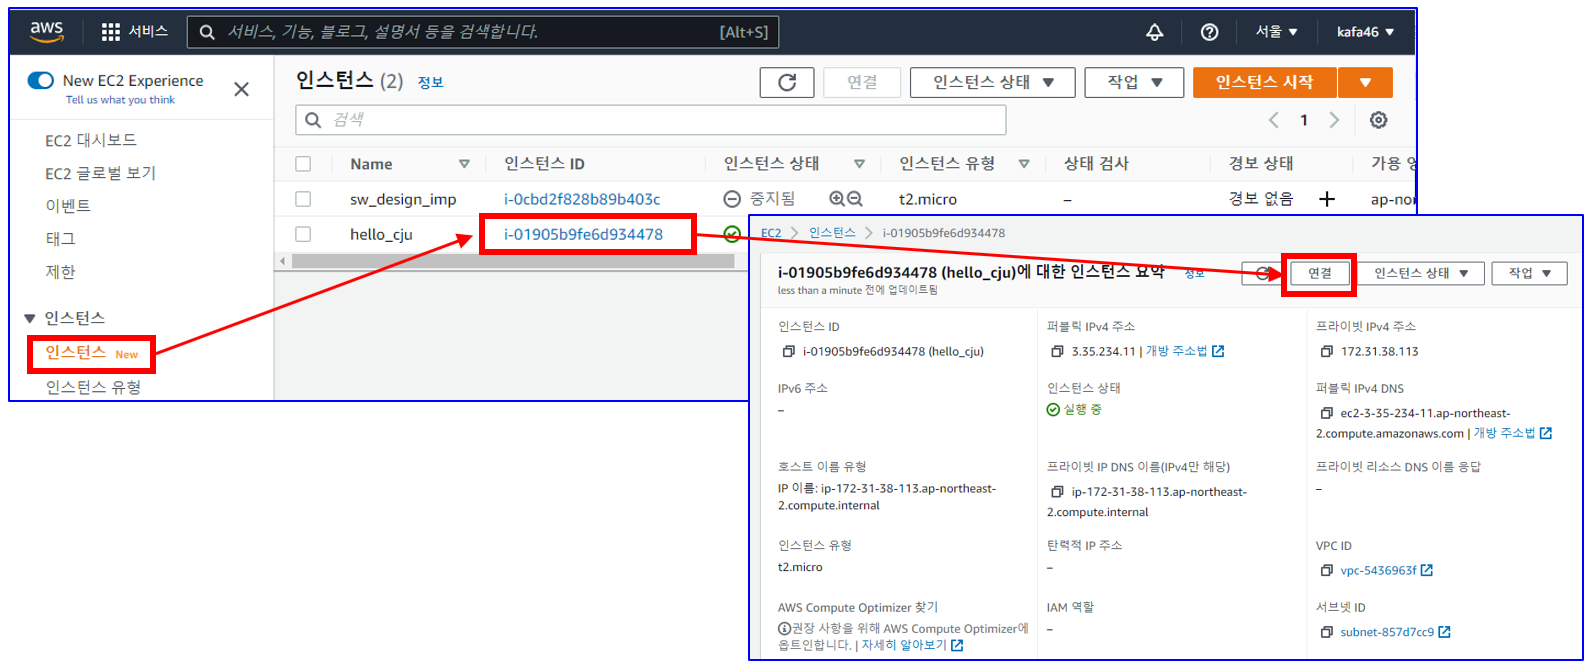 aws
서비스
서비스, 기능, 블로그, 설명서 등을 검색합니다.
[Alt+S]
서울 ▼
kafa46 ▼
New EC2 Experience
Tell us what you think
EC2 대시보드
EC2 글로벌 보기
이벤트
태그
제한
▼ 인스턴스
인스턴스 New
인스턴스 유형
인스턴스 (2) 정보
연결
인스턴스 상태 ▼
작업 ▼
인스턴스 시작
검색
1
Name
인스턴스 ID
인스턴스 상태
인스턴스 유형
상태 검사
경보 상태
가용
sw_design_imp
i-0cbd2f828b89b403c
중지됨
t2.micro
–
경보 없음 +
ap-nor
hello_cju
i-01905b9fe6d934478
EC2 > 인스턴스 > i-01905b9fe6d934478
i-01905b9fe6d934478 (hello_cju)에 대한 인스턴스 요약 정보
less than a minute 전에 업데이트됨
연결
인스턴스 상태 ▼
작업 ▼
인스턴스 ID
i-01905b9fe6d934478 (hello_cju)
퍼블릭 IPv4 주소
3.35.234.11 | 개방 주소법
프라이빗 IPv4 주소
172.31.38.113
IPv6 주소
–
인스턴스 상태
실행 중
퍼블릭 IPv4 DNS
ec2-3-35-234-11.ap-northeast-
2.compute.amazonaws.com | 개방 주소법
호스트 이름 유형
IP 이름: ip-172-31-38-113.ap-northeast-
2.compute.internal
프라이빗 IP DNS 이름(IPv4만 해당)
ip-172-31-38-113.ap-northeast-
2.compute.internal
프라이빗 리소스 DNS 이름 응답
–
인스턴스 유형
t2.micro
탄력적 IP 주소
–
VPC ID
vpc-5436963f
AWS Compute Optimizer 찾기
권장 사항을 위해 AWS Compute Optimizer에
옵트인합니다. | 자세히 알아보기
IAM 역할
–
서브넷 ID
subnet-857d7cc9